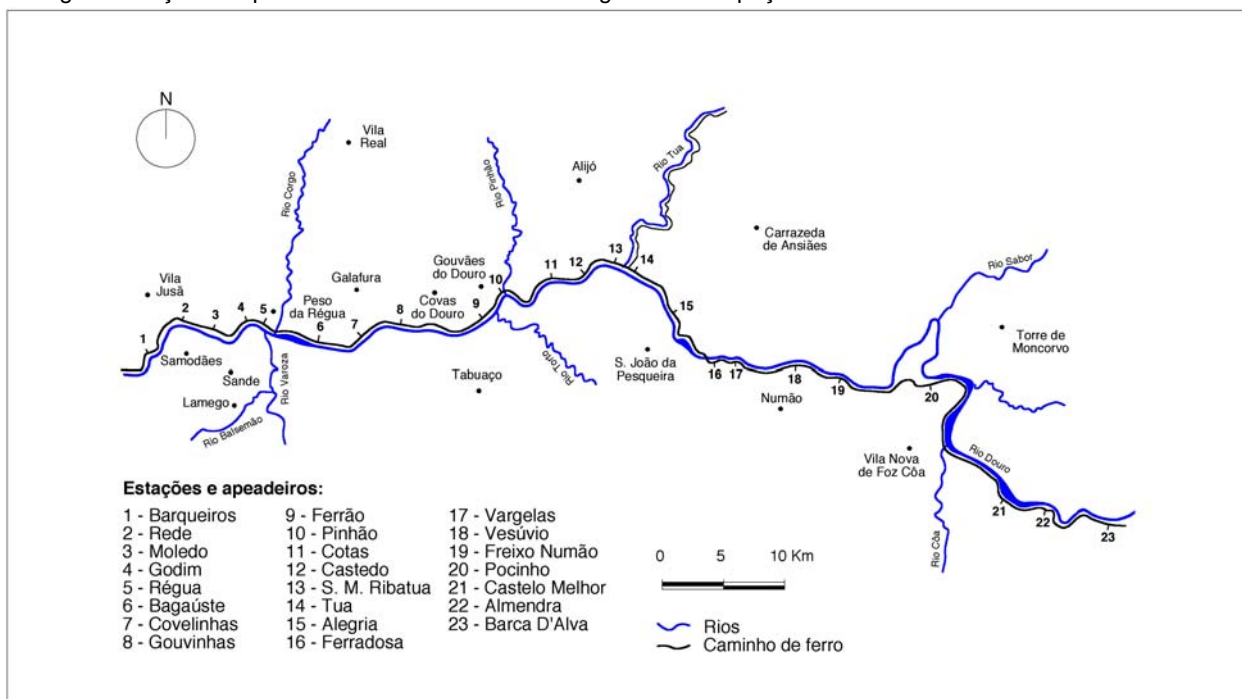 N
Vila
Real
Rio Corgo
Rio Pinhão
Alijó
Rio Tua
Carrazeda
de Ansiães
Rio Sabor
Torre de
Moncorvo
Vila
Jusã
Galafura
Gouvães
do Douro
Covas
do Douro
Peso
da Régua
1
2
3
4
5
6
7
8
9
10
11
12
13
14
15
16
17
18
19
20
21
22
23
Samodães
Sande
Lamego
Rio Balsemão
Rio Varoza
Tabuaço
Rio Torto
S. João da
Pesqueira
Numão
Vila Nova
de Foz Côa
Rio Douro
Rio Côa
Estações e apeadeiros:
1 - Barqueiros
2 - Rede
3 - Moledo
4 - Godim
5 - Régua
6 - Bagaúste
7 - Covelinhas
8 - Gouvinhas
9 - Ferrão
10 - Pinhão
11 - Cotas
12 - Castedo
13 - S. M. Ribatua
14 - Tua
15 - Alegria
16 - Ferradosa
17 - Vargelas
18 - Vesúvio
19 - Freixo Numão
20 - Pocinho
21 - Castelo Melhor
22 - Almendra
23 - Barca D'Alva
0 5 10 Km
Rios
Caminho de ferro